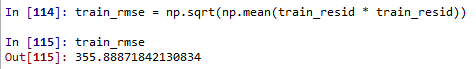 In [114]: train_rmse = np.sqrt(np.mean(train_resid * train_resid))
In [115]: train_rmse
Out[115]: 355.88871842130834